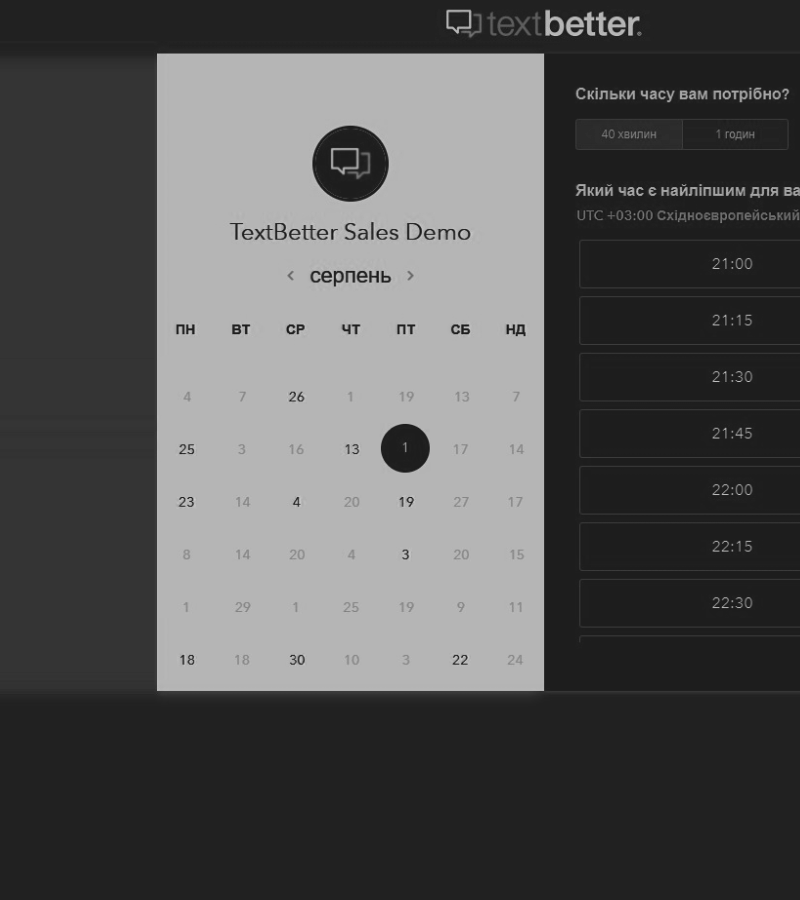 textbetter.
TextBetter Sales Demo
серпень
ПН ВТ СР ЧТ ПТ СБ НД
4 7 26 1 19 13 7
25 3 16 13 1 17 14
23 14 4 20 19 27 17
8 14 20 4 3 20 15
1 29 1 25 19 9 11
18 18 30 10 3 22 24
Скільки часу вам потрібно?
40 хвилин 1 годин
Який час є найліпшим для ва
UTC +03:00 Східноєвропейський
21:00
21:15
21:30
21:45
22:00
22:15
22:30